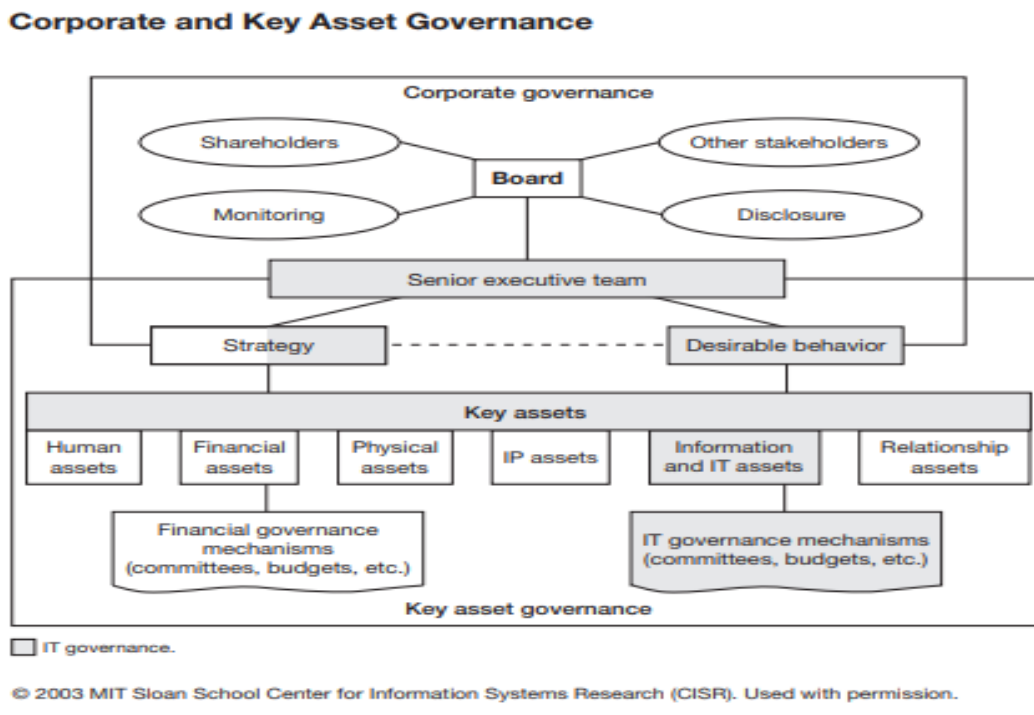 Corporate and Key Asset Governance
Corporate governance
Shareholders
Other stakeholders
Board
Monitoring
Disclosure
Senior executive team
Strategy
Desirable behavior
Key assets
Human
assets
Financial
assets
Physical
assets
IP assets
Information
and IT assets
Relationship
assets
Financial governance
mechanisms
(committees, budgets, etc.)
IT governance mechanisms
(committees, budgets, etc.)
Key asset governance
IT governance.
© 2003 MIT Sloan School Center for Information Systems Research (CISR). Used with permission.